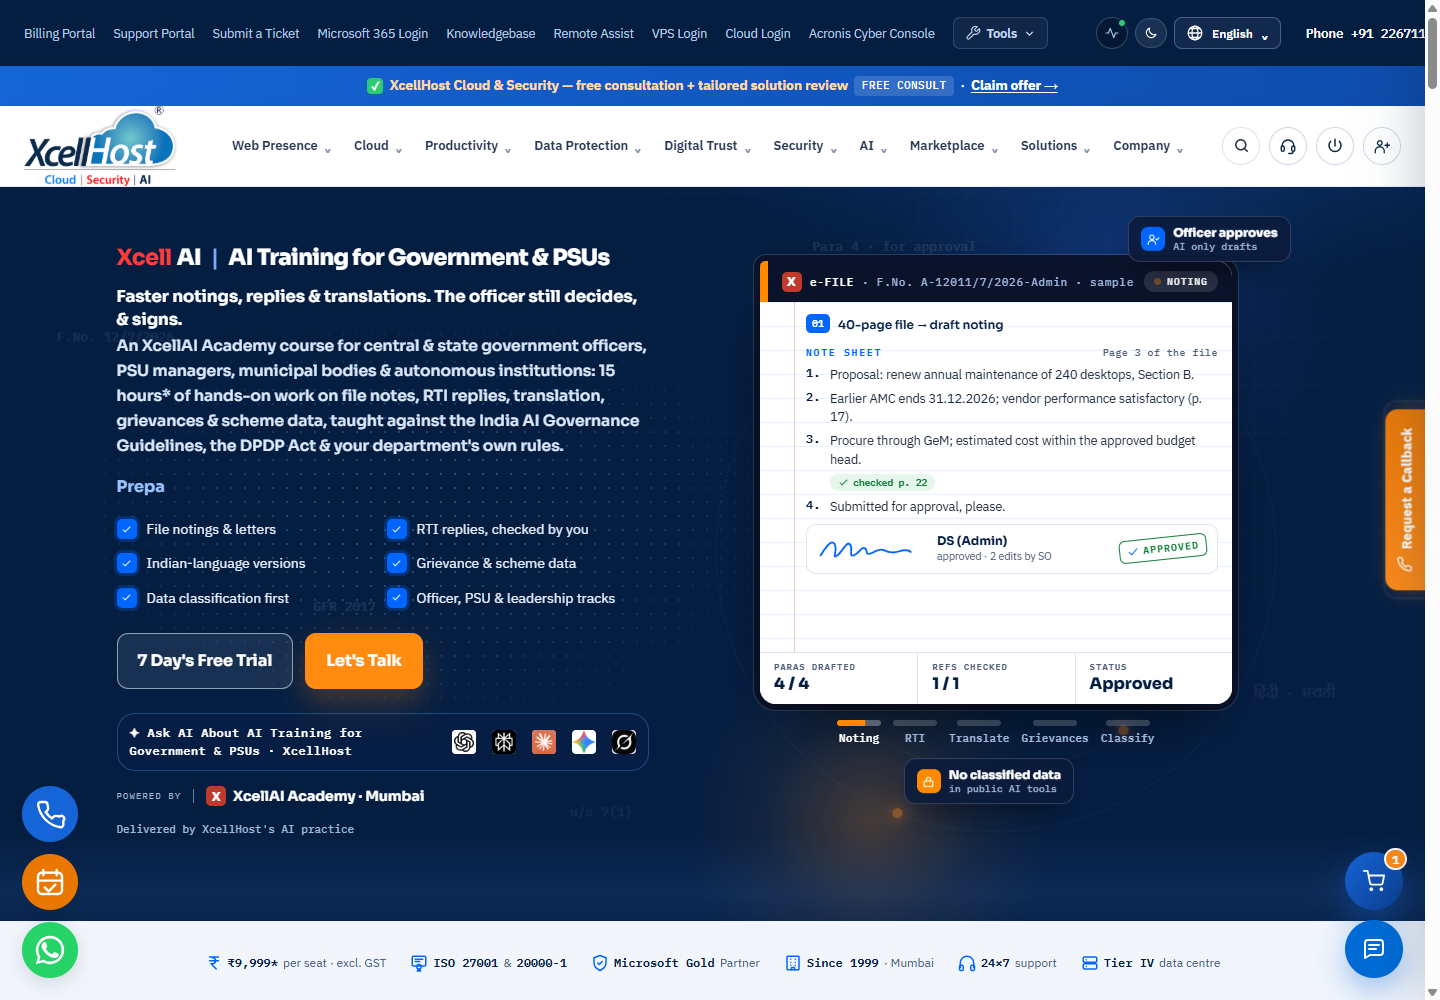 Billing Portal Support Portal Submit a Ticket Microsoft 365 Login Knowledgebase Remote Assist VPS Login Cloud Login Acronis Cyber Console Tools English Phone +91 226711
XcellHost Cloud & Security — free consultation + tailored solution review FREE CONSULT · Claim offer →
XcellHost ®
Cloud | Security | AI
Web Presence Cloud Productivity Data Protection Digital Trust Security AI Marketplace Solutions Company
Xcell AI | AI Training for Government & PSUs
Faster notings, replies & translations. The officer still decides,
& signs.
An XcellAI Academy course for central & state government officers,
PSU managers, municipal bodies & autonomous institutions: 15
hours* of hands-on work on file notes, RTI replies, translation,
grievances & scheme data, taught against the India AI Governance
Guidelines, the DPDP Act & your department's own rules.
F.No. 12/7/2026
Prepa
File notings & letters
RTI replies, checked by you
Indian-language versions
Grievance & scheme data
Data classification first
Officer, PSU & leadership tracks
GFR 2017
7 Day's Free Trial
Let's Talk
Ask AI About AI Training for
Government & PSUs · XcellHost
POWERED BY X XcellAI Academy · Mumbai
Delivered by XcellHost's AI practice
u/s 7(1)
Para 4 · for approval
Officer approves
AI only drafts
X e-FILE · F.No. A-12011/7/2026-Admin · sample NOTING
01 40-page file → draft noting
NOTE SHEET Page 3 of the file
1. Proposal: renew annual maintenance of 240 desktops, Section B.
2. Earlier AMC ends 31.12.2026; vendor performance satisfactory (p.
17).
3. Procure through GeM; estimated cost within the approved budget
head.
checked p. 22
4. Submitted for approval, please.
DS (Admin)
approved · 2 edits by SO
APPROVED
PARAS DRAFTED
4 / 4
REFS CHECKED
1 / 1
STATUS
Approved
Noting RTI Translate Grievances Classify
No classified data
in public AI tools
हिंदी · मराठी
Request a Callback
1
₹9,999* per seat · excl. GST ISO 27001 & 20000-1 Microsoft Gold Partner Since 1999 · Mumbai 24×7 support Tier IV data centre